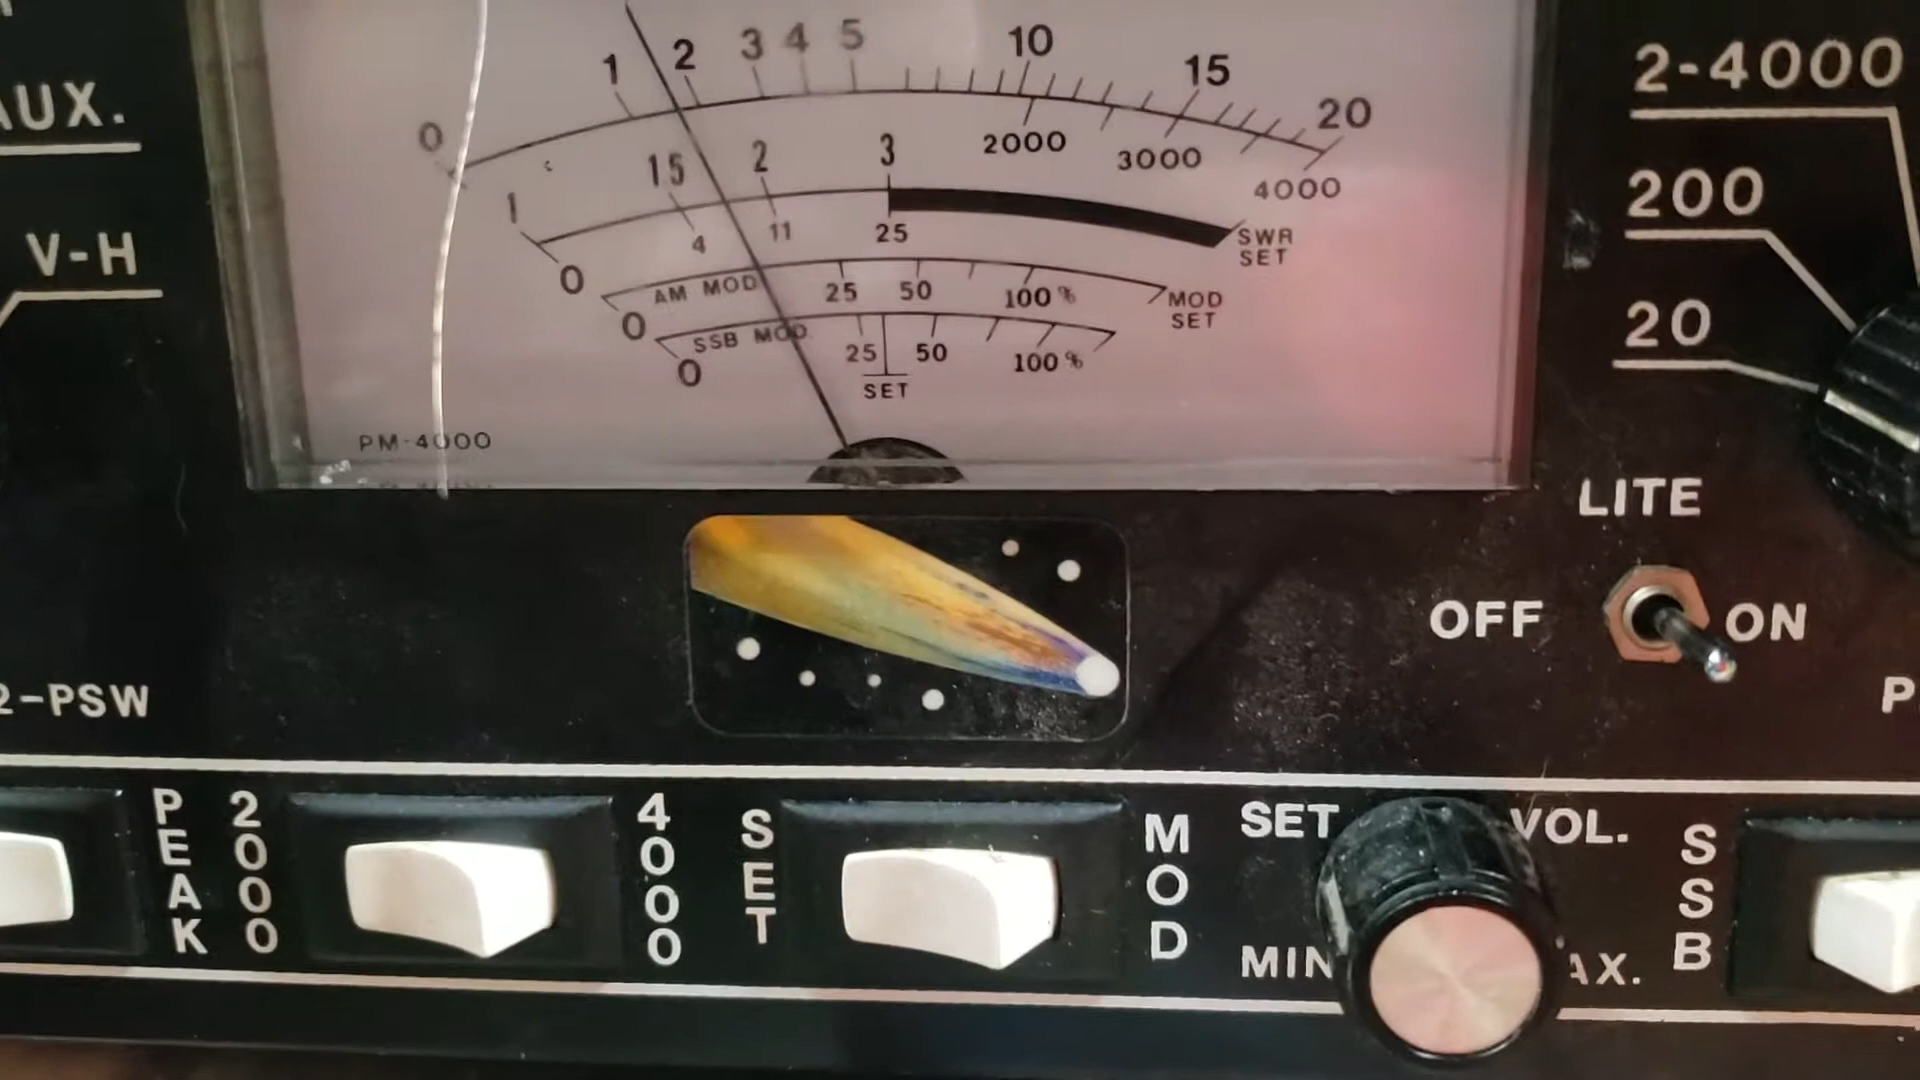 AUX.
V-H
2-PSW
0 1 2 3 4 5 10 15 20
2000 3000 4000
1 15 2 3 SWR
SET
0 4 11 25
AM MOD 25 50 100% MOD
SET
0 SSB MOD 25 50 100%
0 SET
PM-4000
2-4000
200
20
LITE
OFF ON
PEAK
2000
4000
SET
MOD
SET VOL.
MIN AX.
SSB